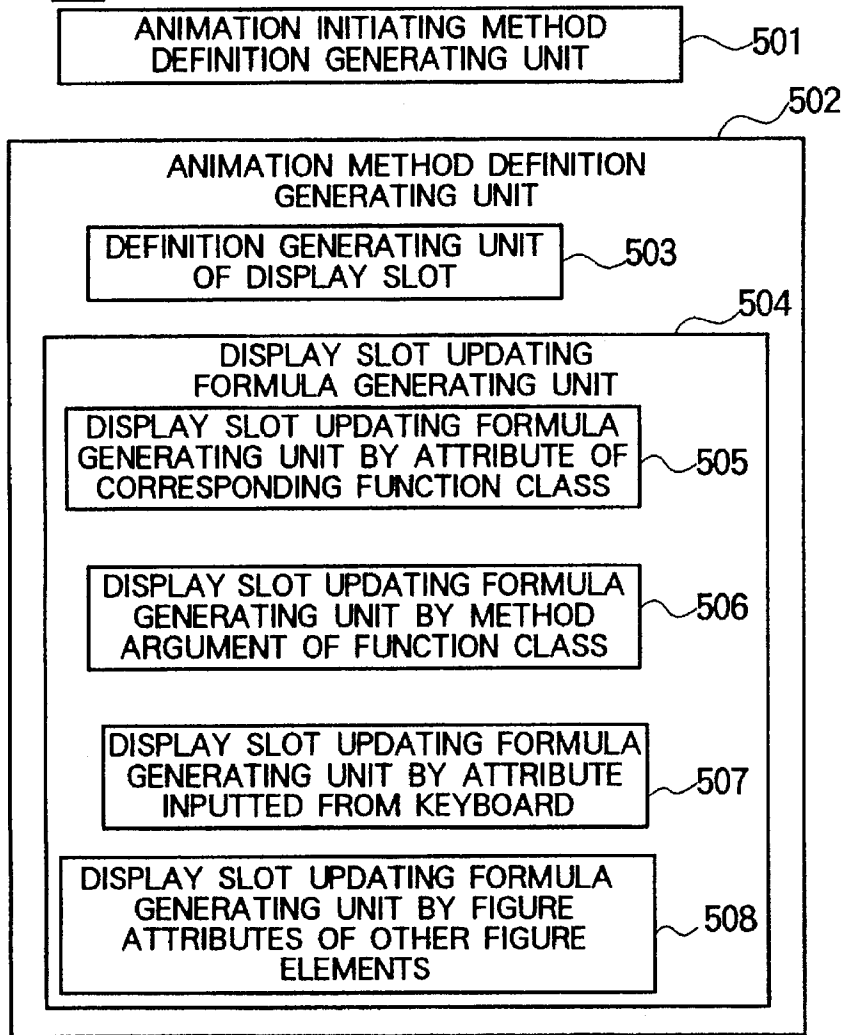 ANIMATION INITIATING METHOD
DEFINITION GENERATING UNIT
501
502
ANIMATION METHOD DEFINITION
GENERATING UNIT
DEFINITION GENERATING UNIT
OF DISPLAY SLOT
503
504
DISPLAY SLOT UPDATING
FORMULA GENERATING UNIT
DISPLAY SLOT UPDATING FORMULA
GENERATING UNIT BY ATTRIBUTE OF
CORRESPONDING FUNCTION CLASS
505
DISPLAY SLOT UPDATING FORMULA
GENERATING UNIT BY METHOD
ARGUMENT OF FUNCTION CLASS
506
DISPLAY SLOT UPDATING FORMULA
GENERATING UNIT BY ATTRIBUTE
INPUTTED FROM KEYBOARD
507
DISPLAY SLOT UPDATING FORMULA
GENERATING UNIT BY FIGURE
ATTRIBUTES OF OTHER FIGURE
ELEMENTS
508